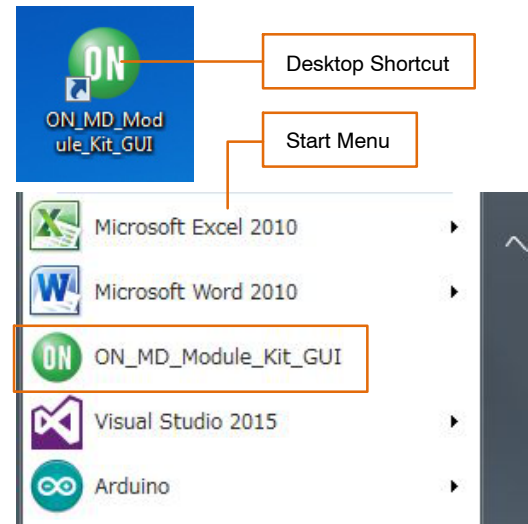 ON
Desktop Shortcut
ON_MD_Mod
ule_Kit_GUI
Start Menu
Microsoft Excel 2010
W
Microsoft Word 2010
ON
ON_MD_Module_Kit_GUI
Visual Studio 2015
Arduino